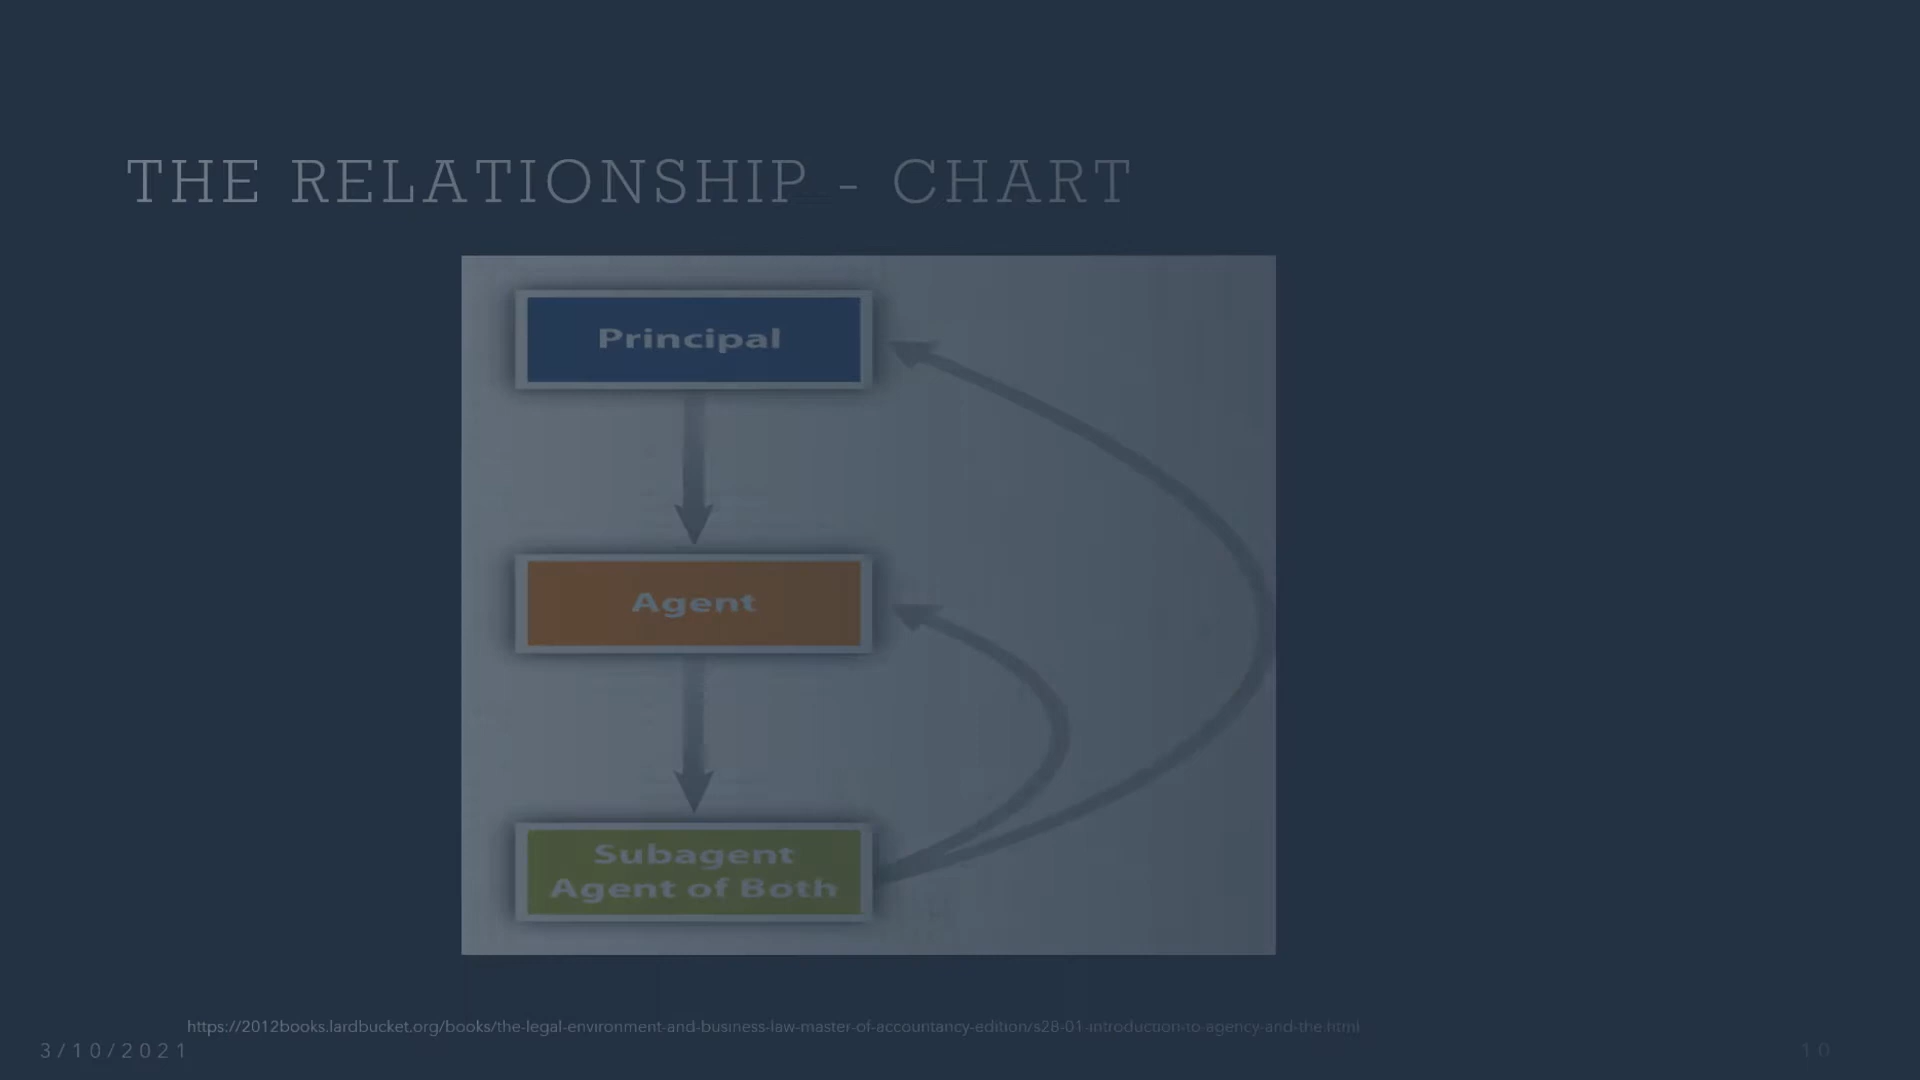 THE RELATIONSHIP - CHART
Principal
Agent
Subagent
Agent of Both
https://2012books.lardbucket.org/books/the-legal-environment-and-business-law-master-of-accountancy-edition/s28-01-introduction-to-agency-and-the.html
3/10/2021
10